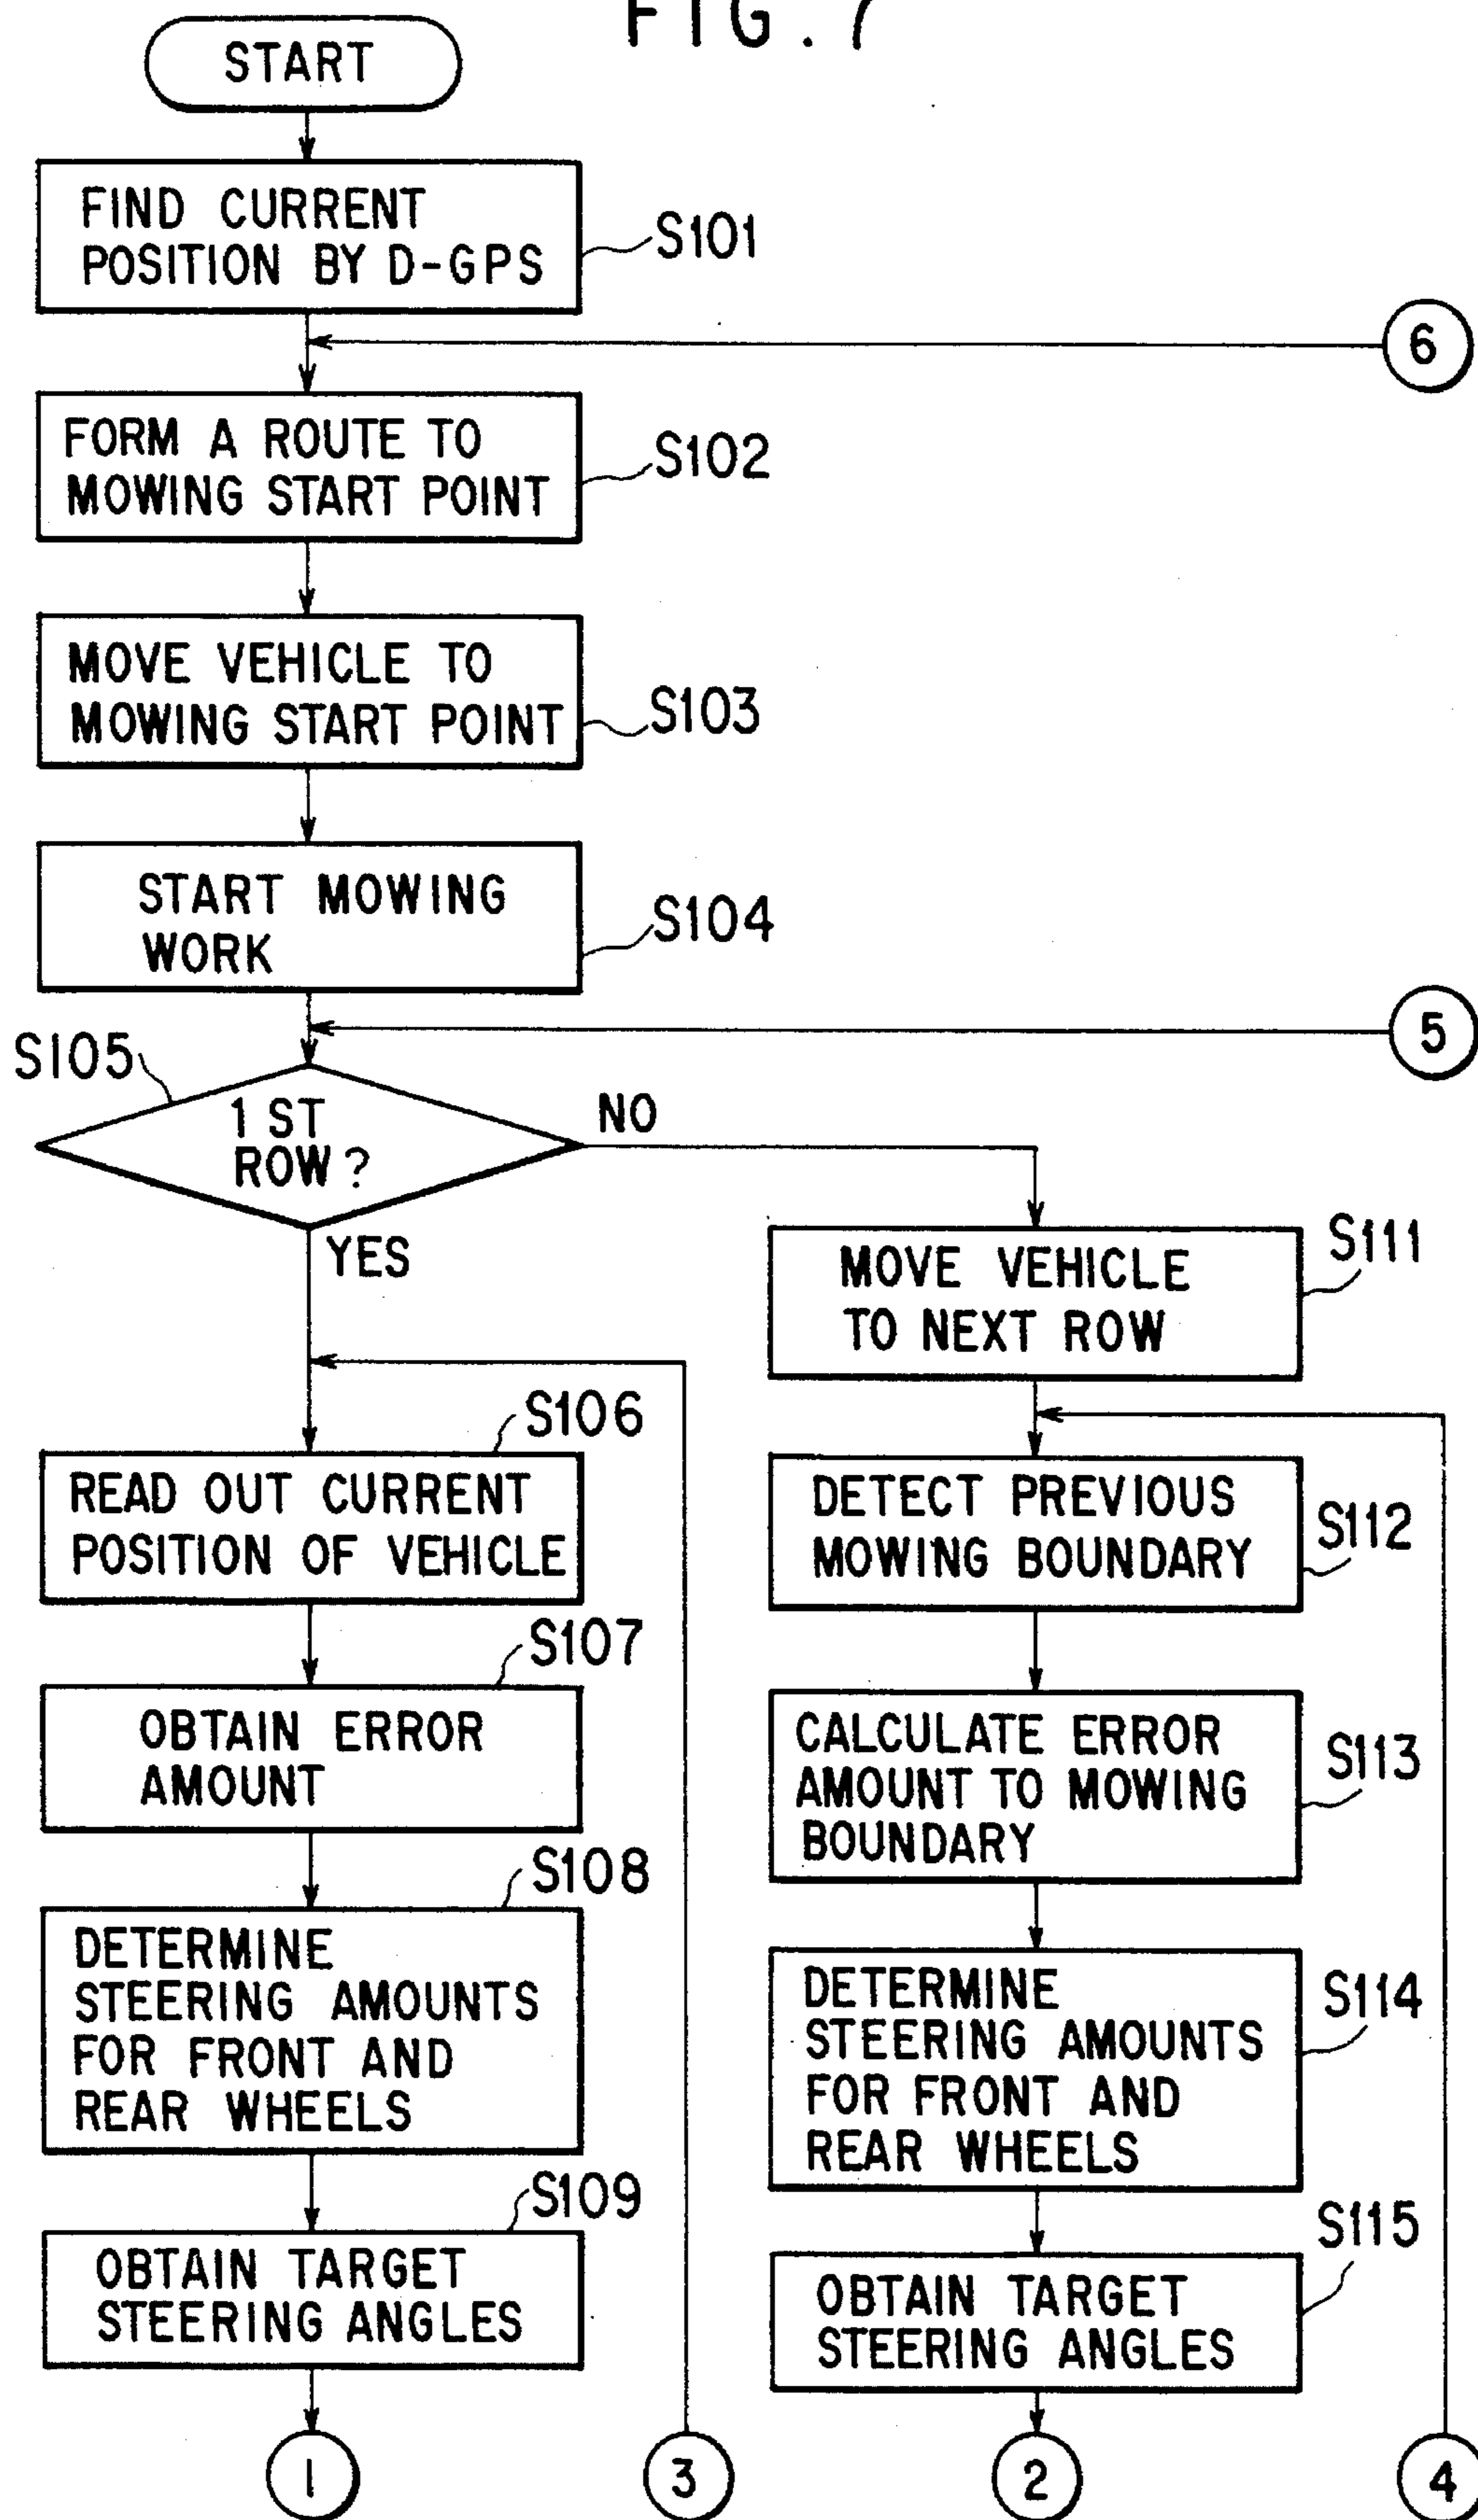 FIG. 7
START
FIND CURRENT
POSITION BY D-GPS
S101
6
FORM A ROUTE TO
MOWING START POINT
S102
MOVE VEHICLE TO
MOWING START POINT
S103
START MOWING
WORK
S104
5
S105
1 ST
ROW?
NO
YES
S106
READ OUT CURRENT
POSITION OF VEHICLE
S107
OBTAIN ERROR
AMOUNT
S108
DETERMINE
STEERING AMOUNTS
FOR FRONT AND
REAR WHEELS
S109
OBTAIN TARGET
STEERING ANGLES
1
3
S111
MOVE VEHICLE
TO NEXT ROW
DETECT PREVIOUS
MOWING BOUNDARY
S112
CALCULATE ERROR
AMOUNT TO MOWING
BOUNDARY
S113
DETERMINE
STEERING AMOUNTS
FOR FRONT AND
REAR WHEELS
S114
S115
OBTAIN TARGET
STEERING ANGLES
2
4